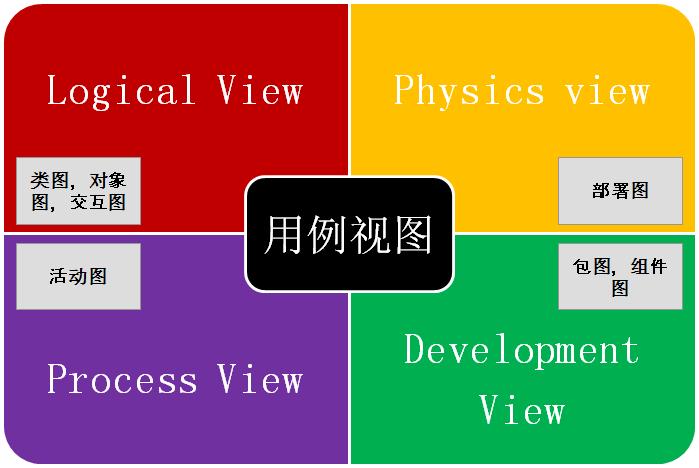 Logical View
Physics view
类图，对象
图，交互图
部署图
用例视图
活动图
包图，组件
图
Process View
Development
View